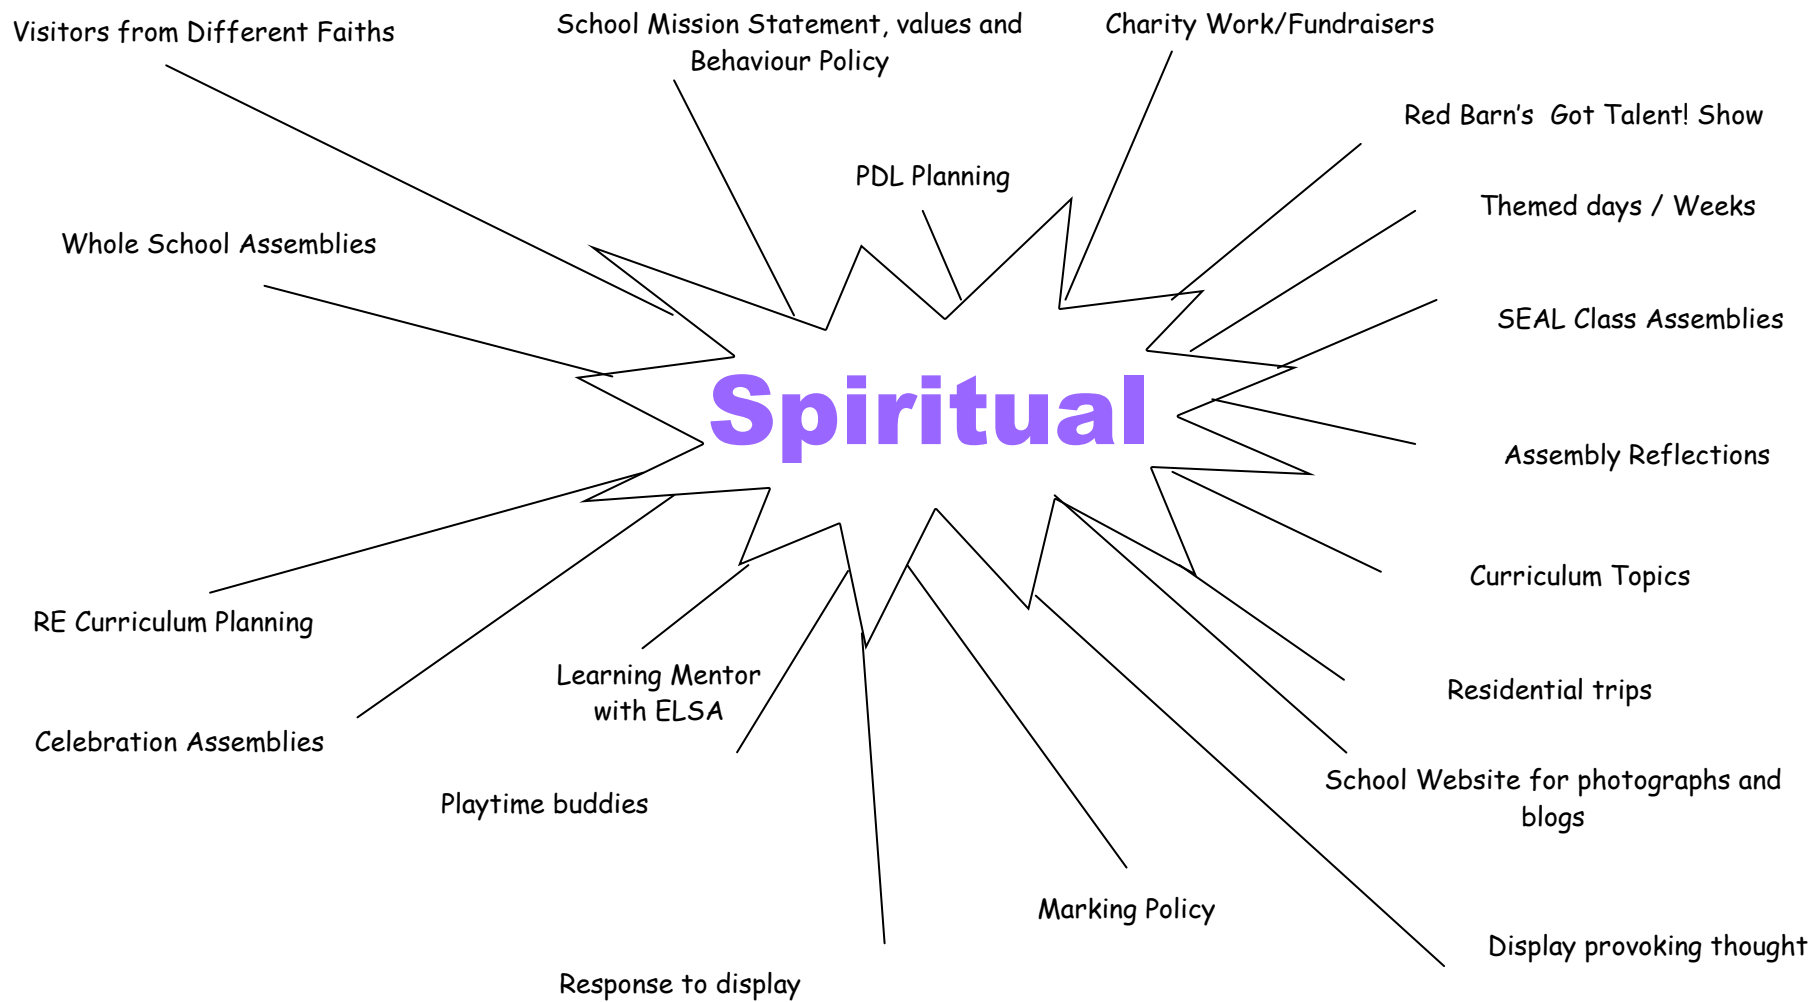 Visitors from Different Faiths
School Mission Statement, values and
Behaviour Policy
Charity Work/Fundraisers
Red Barn’s  Got Talent! Show
PDL Planning
Themed days / Weeks
Whole School Assemblies
SEAL Class Assemblies
Spiritual
Assembly Reflections
Curriculum Topics
RE Curriculum Planning
Learning Mentor
with ELSA
Residential trips
Celebration Assemblies
School Website for photographs and
blogs
Playtime buddies
Marking Policy
Display provoking thought
Response to display